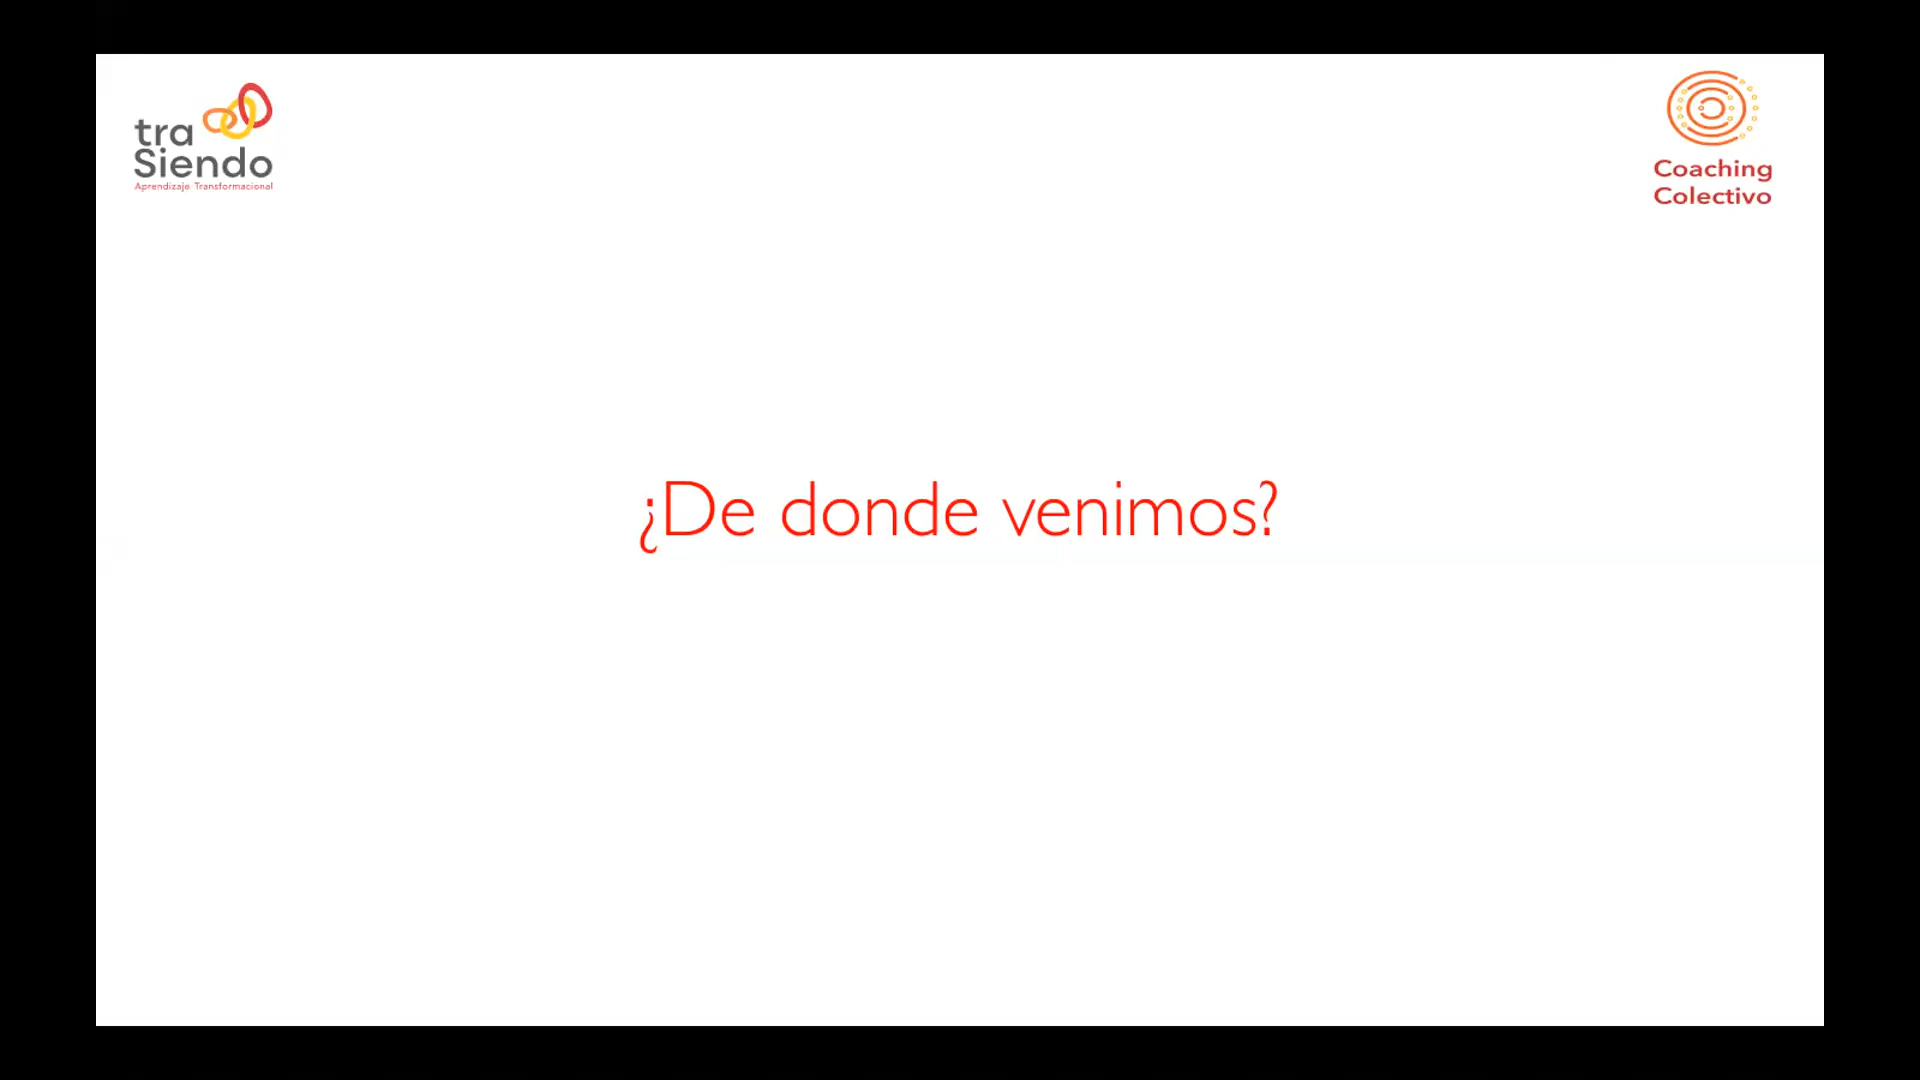 tra
Siendo
Aprendizaje Transformacional
Coaching
Colectivo
¿De donde venimos?